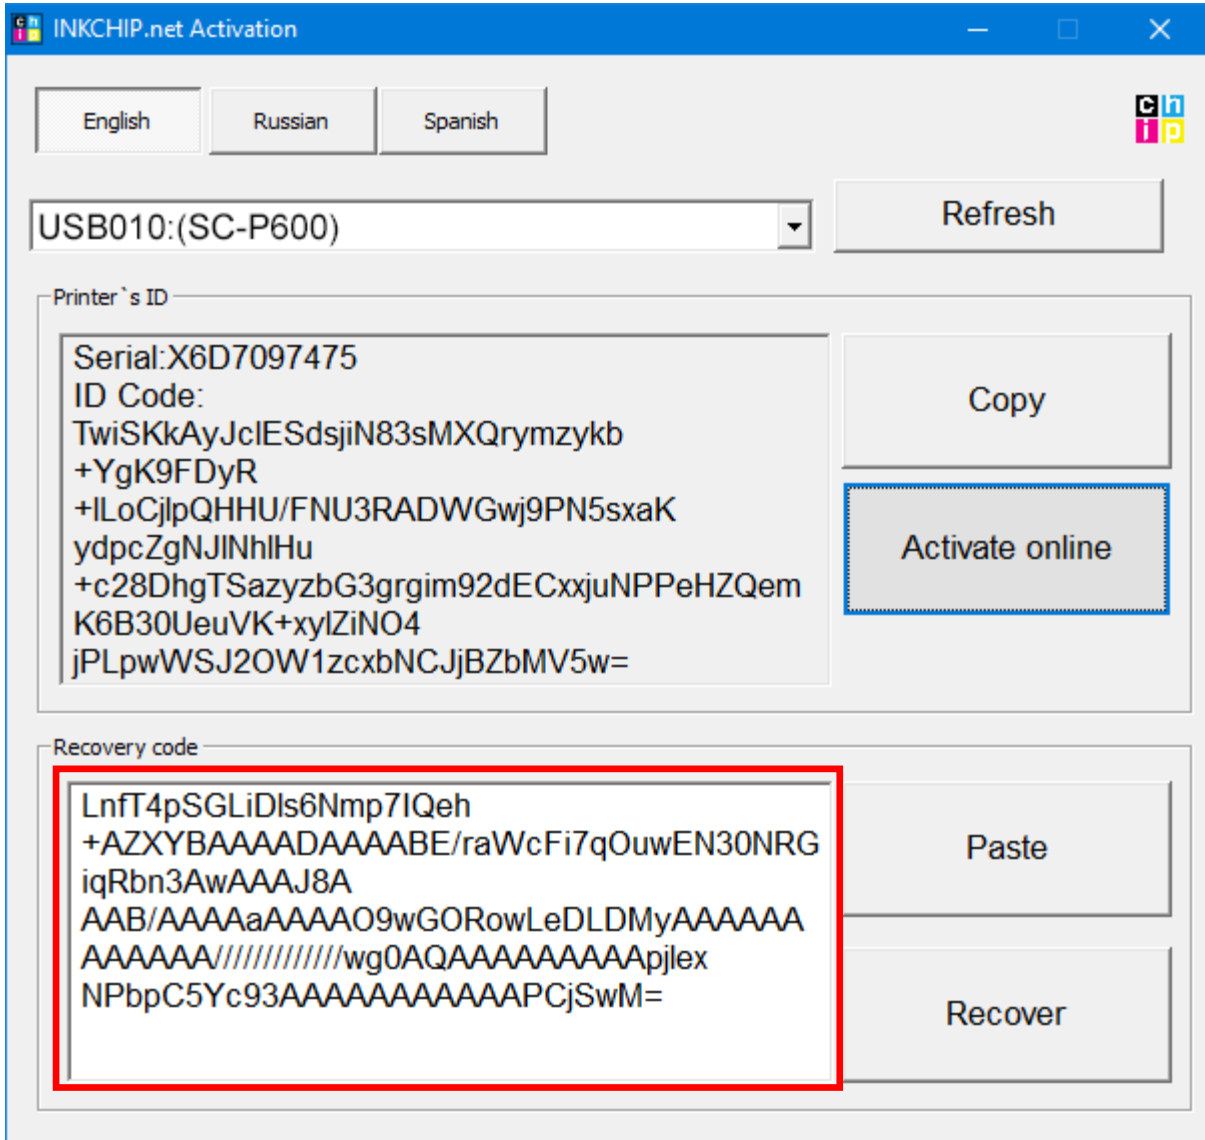 INKCHIP.net Activation
English
Russian
Spanish
chip
USB010:(SC-P600)
Refresh
Printer`s ID
Serial:X6D7097475
ID Code:
TwiSKkAyJclESdsjiN83sMXQrymzykb
+YgK9FDyR
+lLoCjlpQHHU/FNU3RADWGwj9PN5sxaK
ydpcZgNJlNhlHu
+c28DhgTSazyzbG3grgim92dECxxjuNPPeHZQem
K6B30UeuVK+xylZiNO4
jPLpwWSJ2OW1zcxbNCJjBZbMV5w=
Copy
Activate online
Recovery code
LnfT4pSGLiDls6Nmp7IQeh
+AZXYBAAAADAAAABE/raWcFi7qOuwEN30NRG
iqRbn3AwAAAJ8A
AAB/AAAAaAAAAO9wGORowLeDLDMyAAAAAA
AAAAAA/////////////wg0AQAAAAAAAAApjlex
NPbpC5Yc93AAAAAAAAAAAPCjSwM=
Paste
Recover